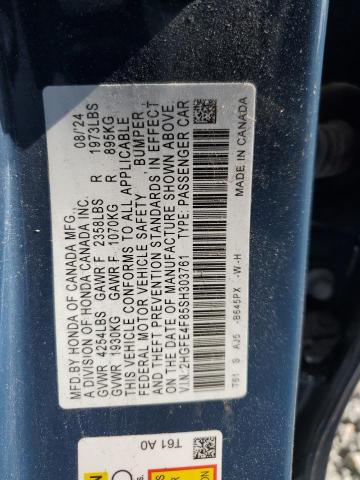 MFD.BY HONDA OF CANADA MFG., 08/24
A DIVISION OF HONDA CANADA INC.
GVWR 4254LBS GAWR F 2358LBS R 1973LBS
GVWR 1930KG GAWR F 1070KG R 895KG
THIS VEHICLE CONFORMS TO ALL APPLICABLE
FEDERAL MOTOR VEHICLE SAFETY , BUMPER ,
AND THEFT PREVENTION STANDARDS IN EFFECT
ON THE DATE OF MANUFACTURE SHOWN ABOVE.
V.I.N.:2HGFE4F85SH303761 TYPE: PASSENGER CAR
T61 S AJ5 -B645PX -W-H MADE IN CANADA
T61 A0